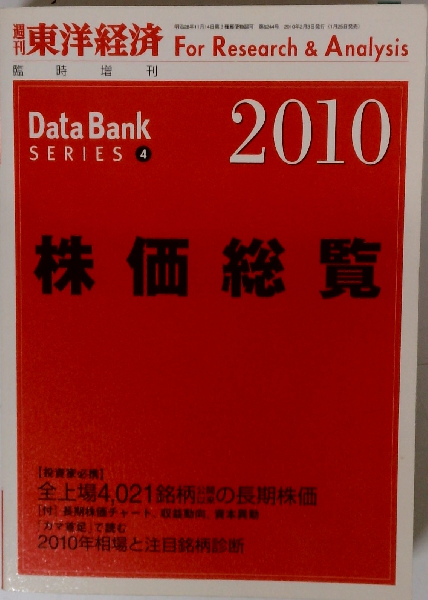 週刊 東洋経済 For Research & Analysis
臨時増刊
Data Bank
SERIES 4
2010
株価総覧
[投資家必携]
全上場4,021銘柄の長期株価
[付] 長期株価チャート、収益動向、資本異動
「カマ足」で読む
2010年相場と注目銘柄診断